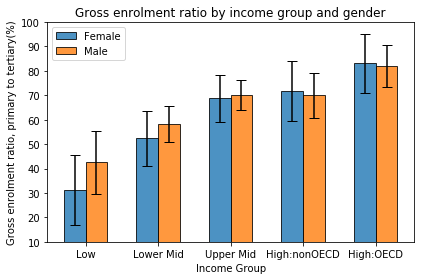 Gross enrolment ratio by income group and gender
Gross enrolment ratio, primary to tertiary(%)
100
90
80
70
60
50
40
30
20
10
Female
Male
Low
Lower Mid
Upper Mid
High:nonOECD
High:OECD
Income Group